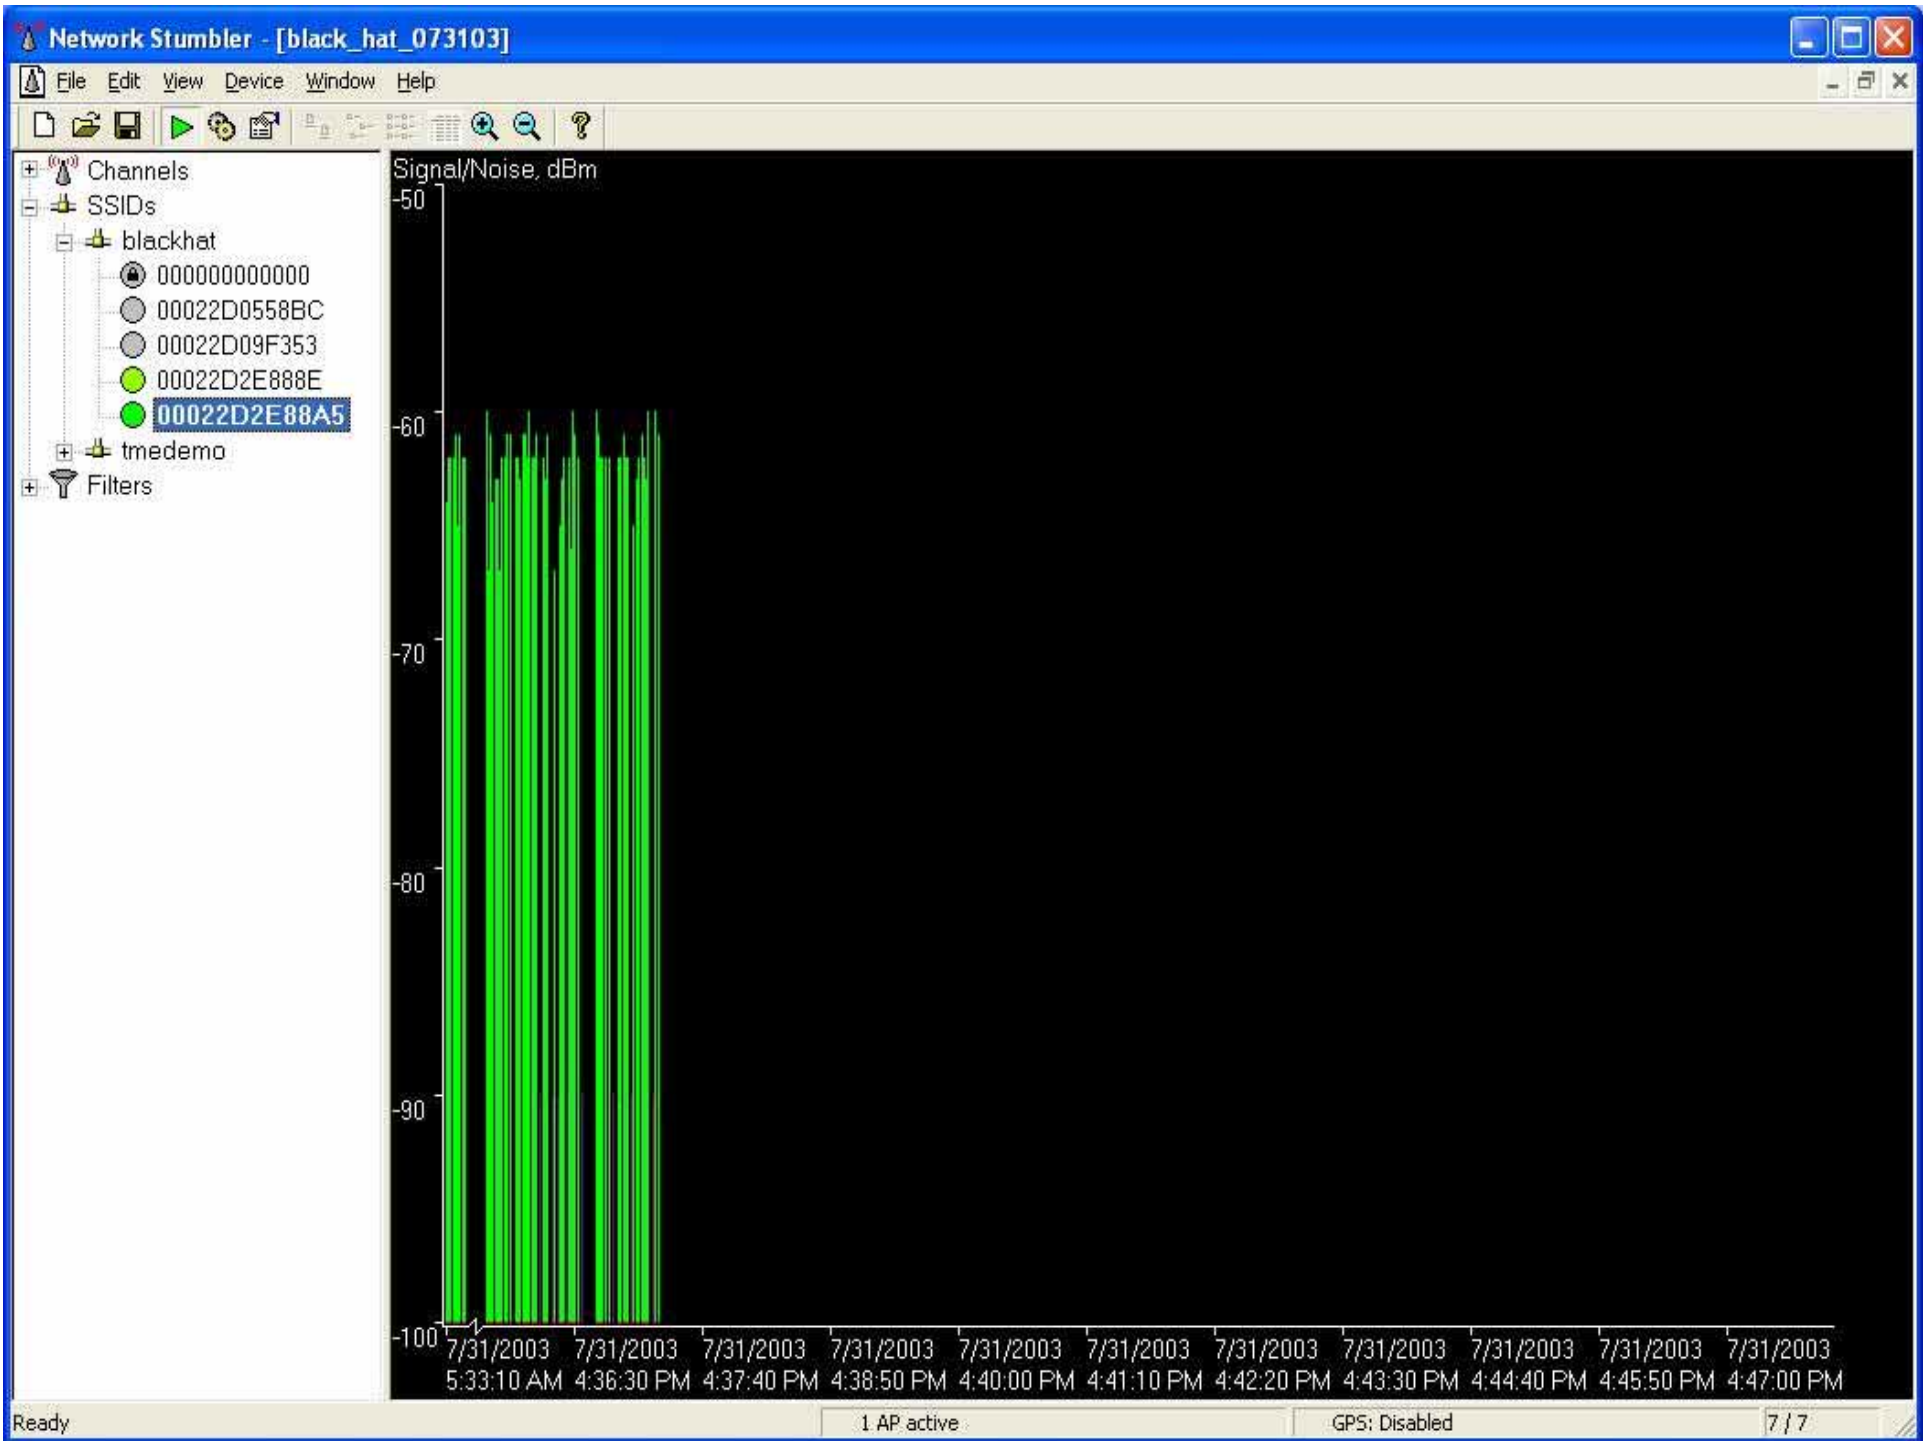 Network Stumbler - [black_hat_073103]
File Edit View Device Window Help
Channels
SSIDs
blackhat
000000000000
00022D0558BC
00022D09F353
00022D2E888E
00022D2E88A5
tmedemo
Filters
Signal/Noise, dBm
-50
-60
-70
-80
-90
-100
7/31/2003 7/31/2003 7/31/2003 7/31/2003 7/31/2003 7/31/2003 7/31/2003 7/31/2003 7/31/2003 7/31/2003 7/31/2003
5:33:10 AM 4:36:30 PM 4:37:40 PM 4:38:50 PM 4:40:00 PM 4:41:10 PM 4:42:20 PM 4:43:30 PM 4:44:40 PM 4:45:50 PM 4:47:00 PM
Ready 1 AP active GPS: Disabled 7 / 7